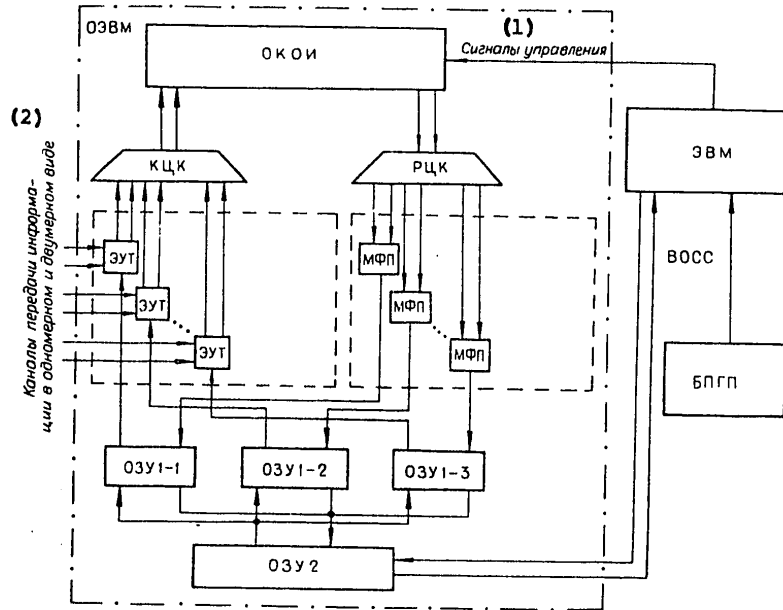 ОЭВМ
ОКОИ
(1)
Сигналы управления
(2)
Каналы передачи информа-
ции в одномерном и двумерном виде
КЦК
РЦК
ЭВМ
ЭУТ
ЭУТ
ЭУТ
МФП
МФП
МФП
ВОСС
БПГП
ОЗУ1-1
ОЗУ1-2
ОЗУ1-3
ОЗУ2